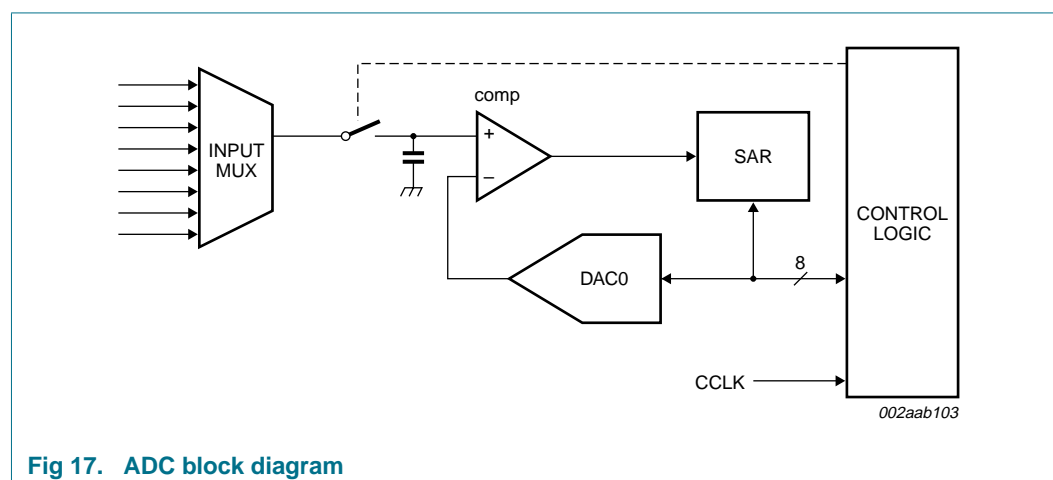 comp
INPUT
MUX
+
–
SAR
CONTROL
LOGIC
DAC0
8
CCLK
002aab103
Fig 17. ADC block diagram